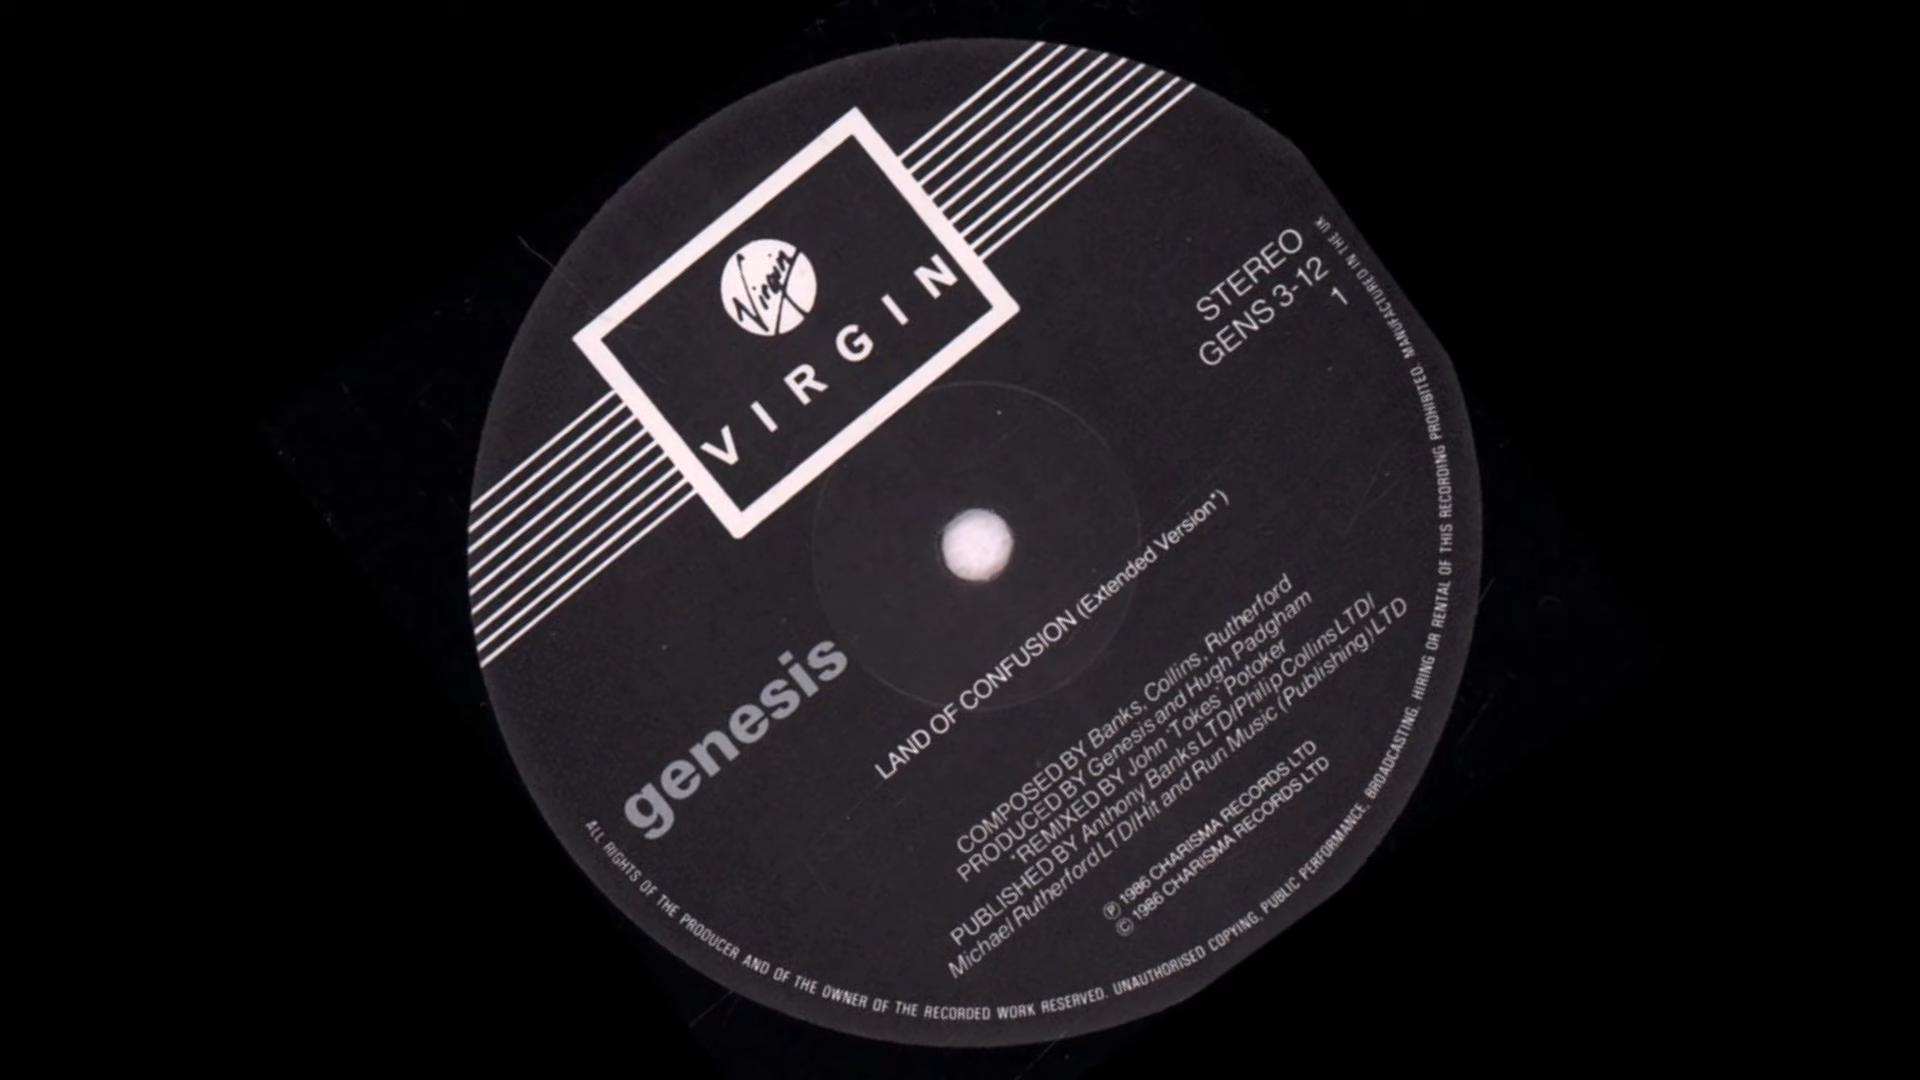 Virgin
VIRGIN
STEREO
GENS 3-12
1
genesis
LAND OF CONFUSION (Extended Version*)
COMPOSED BY Banks, Collins, Rutherford
PRODUCED BY Genesis and Hugh Padgham
*REMIXED BY John 'Tokes' Potoker
PUBLISHED BY Anthony Banks LTD/Philip Collins LTD/
Michael Rutherford LTD/Hit and Run Music (Publishing) LTD
℗ 1986 CHARISMA RECORDS LTD
© 1986 CHARISMA RECORDS LTD
ALL RIGHTS OF THE PRODUCER AND OF THE OWNER OF THE RECORDED WORK RESERVED. UNAUTHORISED COPYING, PUBLIC PERFORMANCE, BROADCASTING, HIRING OR RENTAL OF THIS RECORDING PROHIBITED. MANUFACTURED IN THE UK